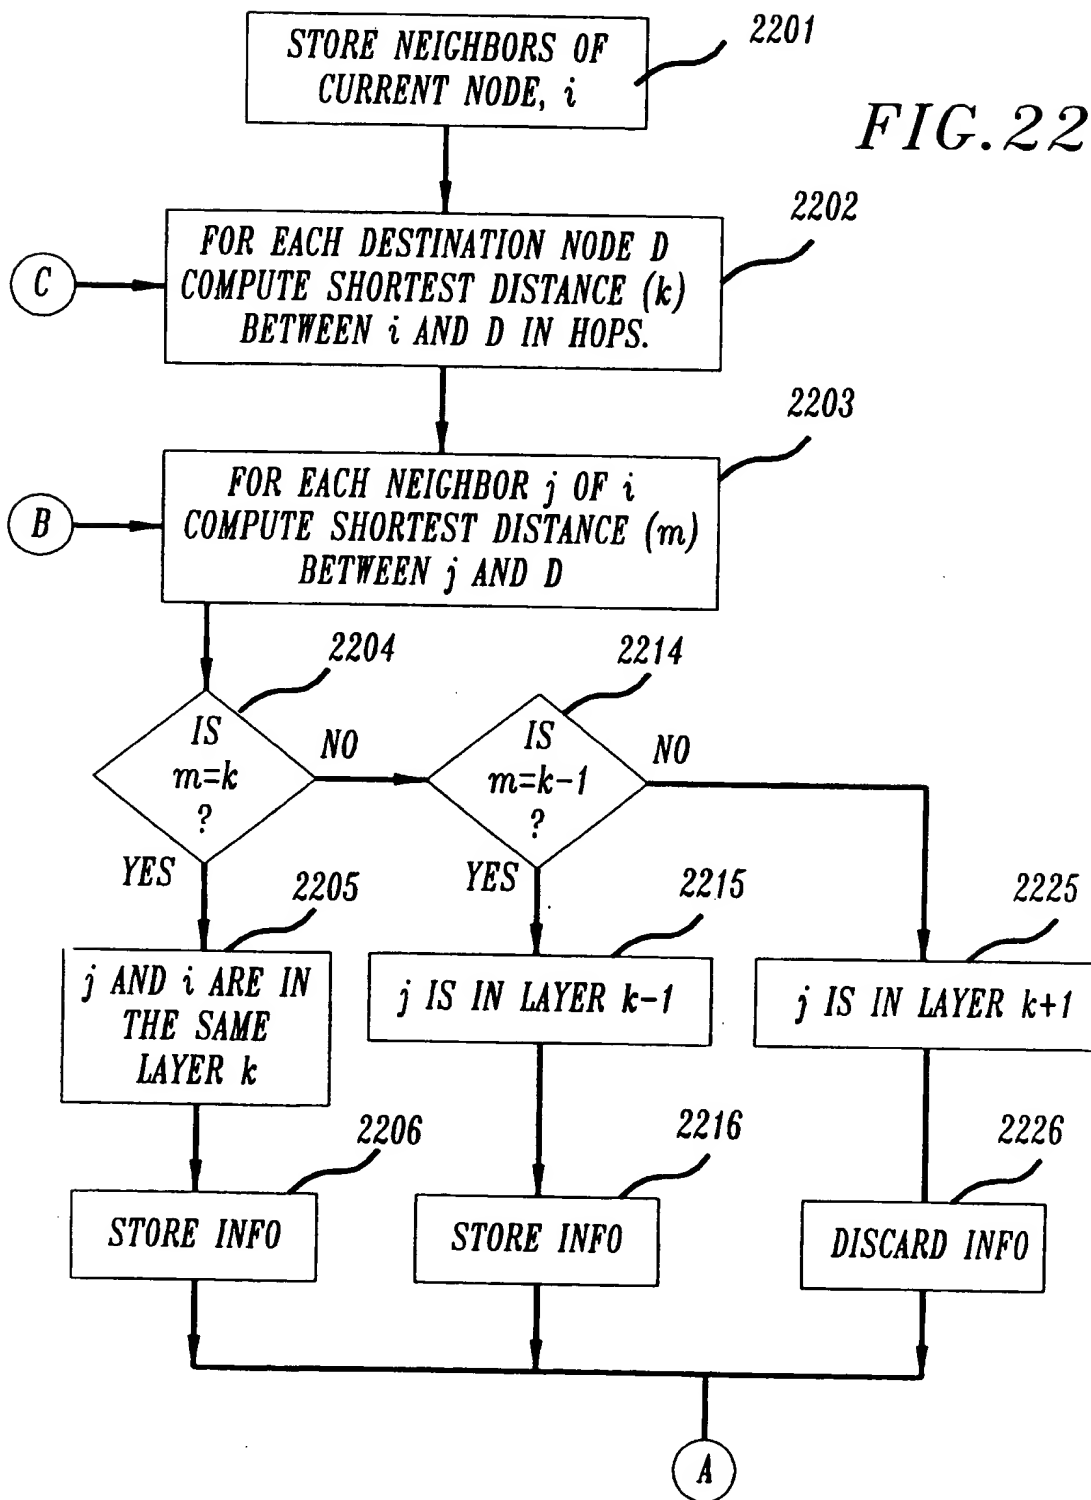 2201
STORE NEIGHBORS OF
CURRENT NODE, i
FIG.22
2202
FOR EACH DESTINATION NODE D
COMPUTE SHORTEST DISTANCE (k)
BETWEEN i AND D IN HOPS.
C
2203
FOR EACH NEIGHBOR j OF i
COMPUTE SHORTEST DISTANCE (m)
BETWEEN j AND D
B
2204
2214
IS
m=k
?
NO
IS
m=k-1
?
NO
YES
YES
2205
2215
2225
j AND i ARE IN
THE SAME
LAYER k
j IS IN LAYER k-1
j IS IN LAYER k+1
2206
2216
2226
STORE INFO
STORE INFO
DISCARD INFO
A